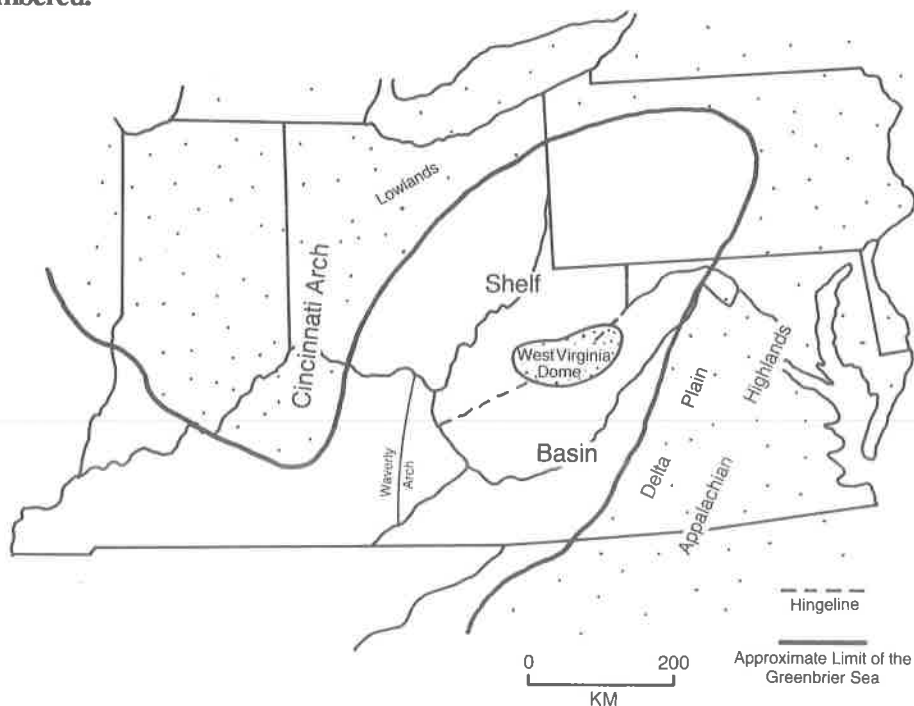 Lowlands
Cincinnati Arch
Shelf
West Virginia
Dome
Waverly
Arch
Basin
Delta
Plain
Appalachian
Highlands
Hingeline
Approximate Limit of the
Greenbrier Sea
0
200
KM